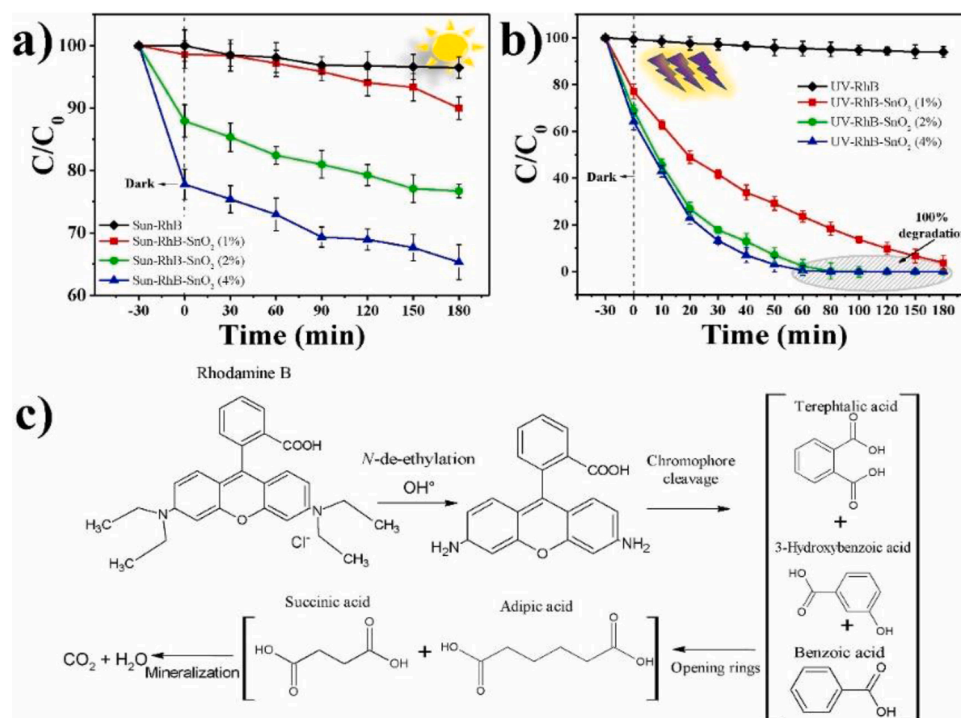 a)
100
90
80
70
60
C/C0
Dark
Sun-RhB
Sun-RhB-SnO2 (1%)
Sun-RhB-SnO2 (2%)
Sun-RhB-SnO2 (4%)
-30 0 30 60 90 120 150 180
Time (min)
b)
100
80
60
40
20
0
C/C0
Dark
UV-RhB
UV-RhB-SnO2 (1%)
UV-RhB-SnO2 (2%)
UV-RhB-SnO2 (4%)
100%
degradation
-30 0 10 20 30 40 50 60 80 100 120 150 180
Time (min)
c)
Rhodamine B
COOH
H3C
N
O
N+
CH3
H3C
Cl-
CH3
N-de-ethylation
OH°
COOH
H2N
O
NH2
Chromophore
cleavage
Terephtalic acid
O
OH
OH
O
+
3-Hydroxybenzoic acid
HO
O
OH
+
Benzoic acid
O
OH
Opening rings
Adipic acid
O
HO
OH
O
+
Succinic acid
O
HO
OH
O
Mineralization
CO2 + H2O